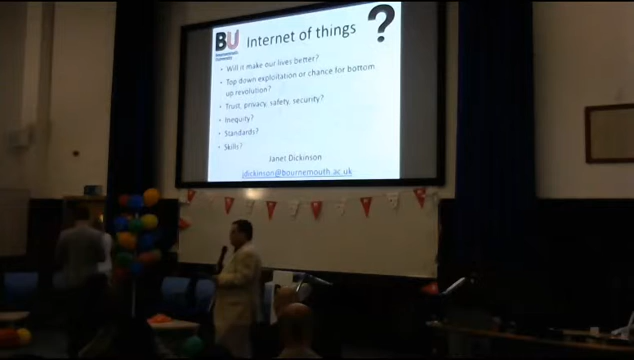 BU
Bournemouth
University
Internet of things
?
• Will it make our lives better?
• Top down exploitation or chance for bottom
up revolution?
• Trust, privacy, safety, security?
• Inequity?
• Standards?
• Skills?
Janet Dickinson
jdickinson@bournemouth.ac.uk